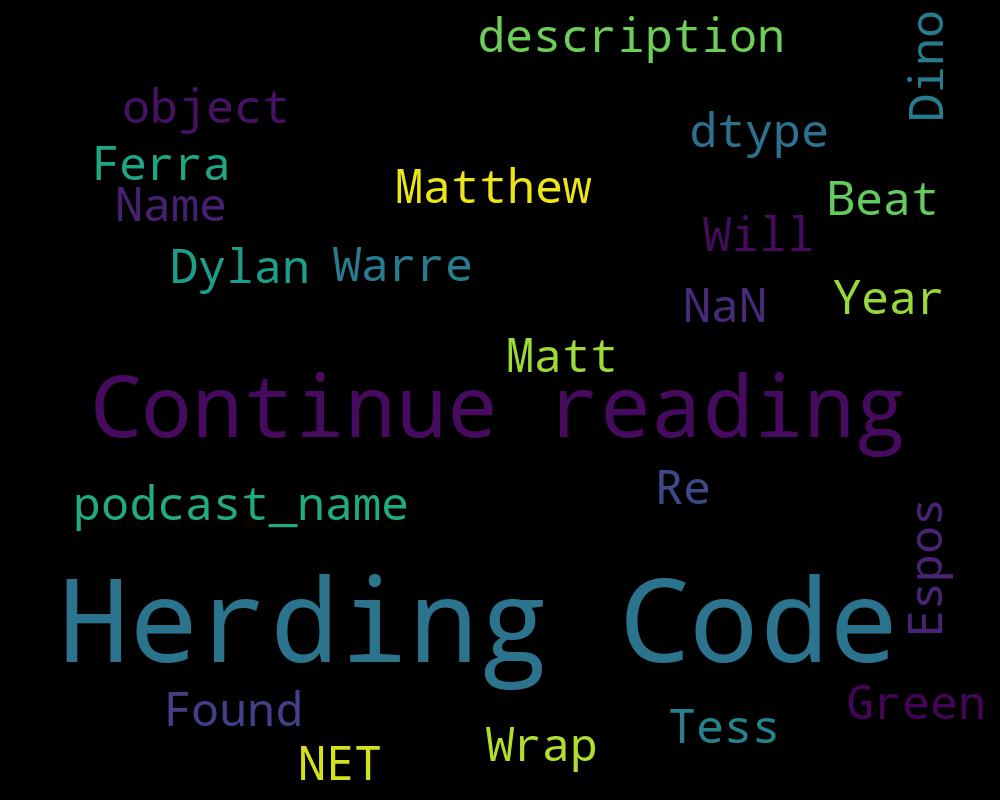 description
Dino
object
dtype
Ferra
Matthew
Beat
Name
Will
Dylan
Warre
NaN
Year
Matt
Continue reading
Re
podcast_name
Espos
Herding Code
Found
Green
Tess
Wrap
NET